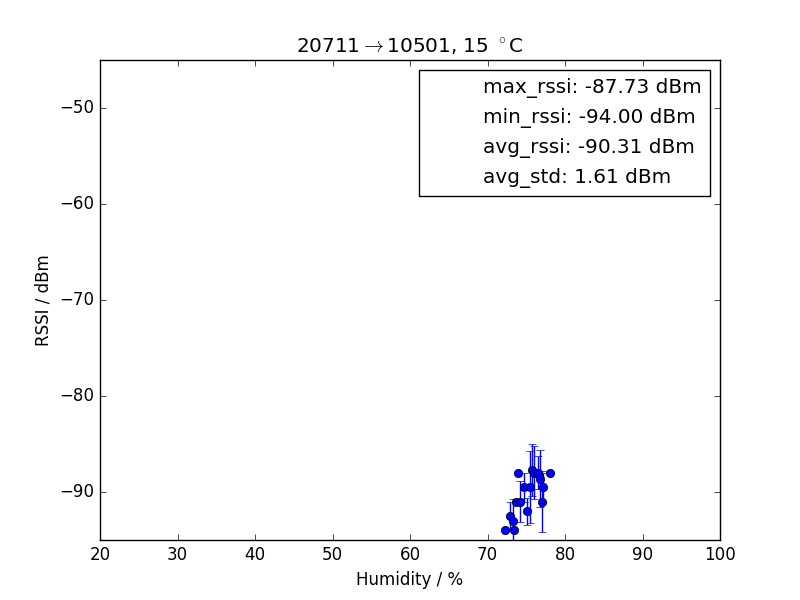 20711→10501, 15 °C
max_rssi: -87.73 dBm
min_rssi: -94.00 dBm
avg_rssi: -90.31 dBm
avg_std: 1.61 dBm
RSSI / dBm
−50
−60
−70
−80
−90
20 30 40 50 60 70 80 90 100
Humidity / %